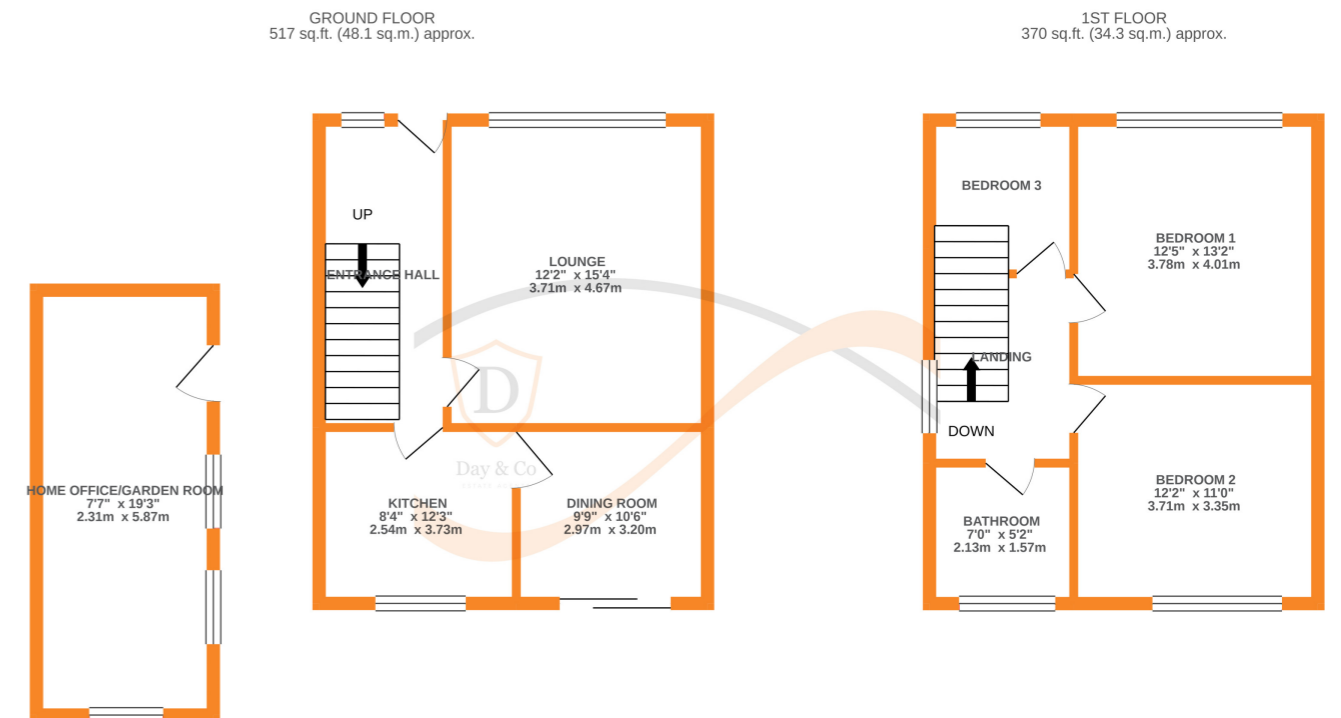 GROUND FLOOR
517 sq.ft. (48.1 sq.m.) approx.
1ST FLOOR
370 sq.ft. (34.3 sq.m.) approx.
UP
ENTRANCE HALL
LOUNGE
12'2" x 15'4"
3.71m x 4.67m
HOME OFFICE/GARDEN ROOM
7'7" x 19'3"
2.31m x 5.87m
D
Day & Co
ESTATE AGENTS
KITCHEN
8'4" x 12'3"
2.54m x 3.73m
DINING ROOM
9'9" x 10'6"
2.97m x 3.20m
BEDROOM 3
BEDROOM 1
12'5" x 13'2"
3.78m x 4.01m
LANDING
DOWN
BATHROOM
7'0" x 5'2"
2.13m x 1.57m
BEDROOM 2
12'2" x 11'0"
3.71m x 3.35m